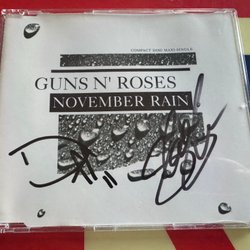 COMPACT DISC MAXI-SINGLE
GUNS N' ROSES
NOVEMBER RAIN